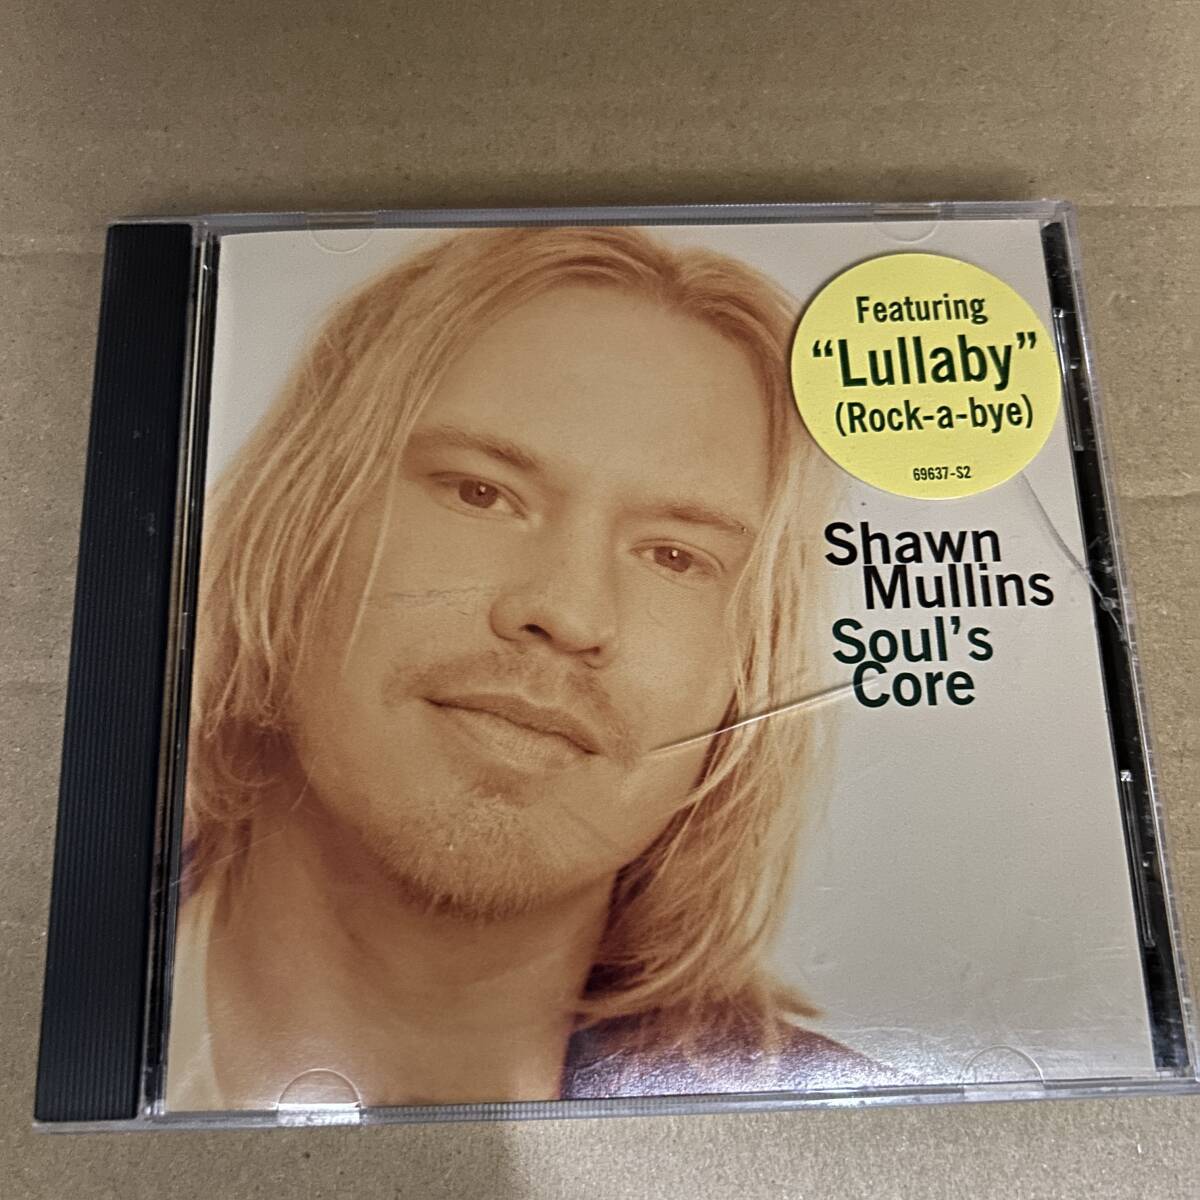 Featuring
“Lullaby”
(Rock-a-bye)
69637-S2
Shawn
Mullins
Soul’s
Core